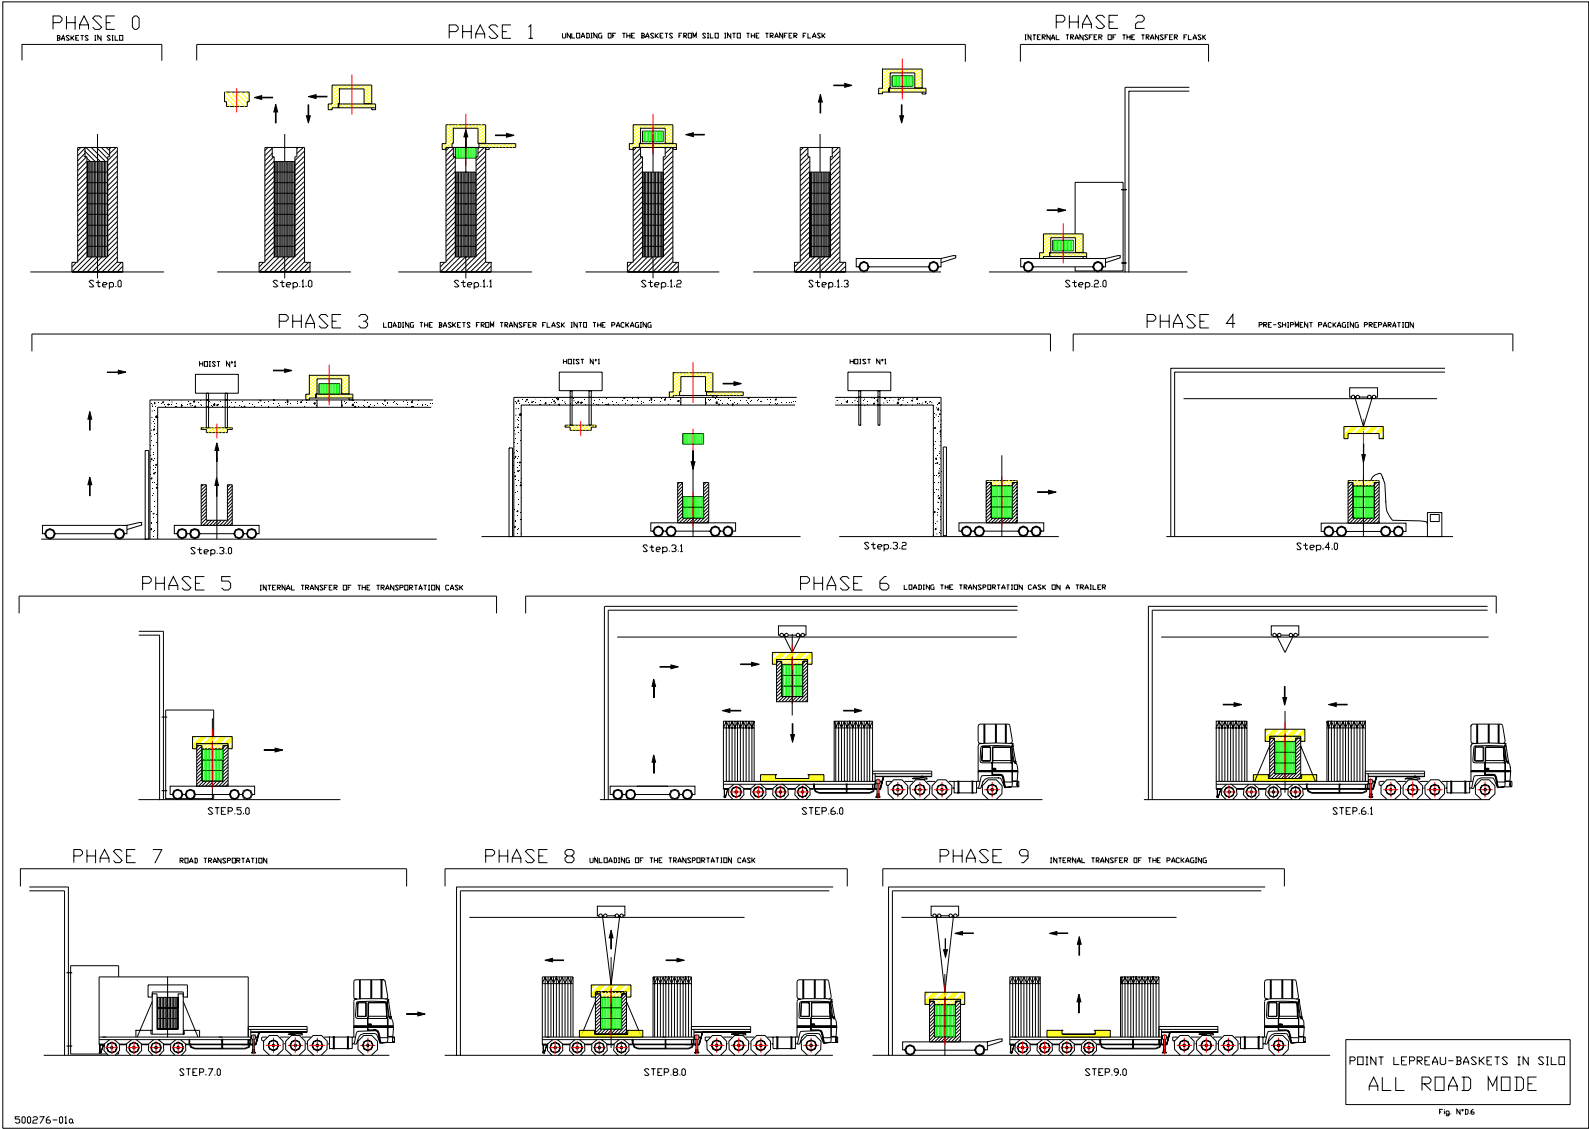 PHASE 0
BASKETS IN SILO
PHASE 1 UNLOADING OF THE BASKETS FROM SILO INTO THE TRANFER FLASK
PHASE 2
INTERNAL TRANSFER OF THE TRANSFER FLASK
Step.0
Step.1.0
Step.1.1
Step.1.2
Step.1.3
Step.2.0
PHASE 3 LOADING THE BASKETS FROM TRANSFER FLASK INTO THE PACKAGING
PHASE 4 PRE-SHIPMENT PACKAGING PREPARATION
HOIST N°1
HOIST N°1
HOIST N°1
Step.3.0
Step.3.1
Step.3.2
Step.4.0
PHASE 5 INTERNAL TRANSFER OF THE TRANSPORTATION CASK
PHASE 6 LOADING THE TRANSPORTATION CASK ON A TRAILER
STEP.5.0
STEP.6.0
STEP.6.1
PHASE 7 ROAD TRANSPORTATION
PHASE 8 UNLOADING OF THE TRANSPORTATION CASK
PHASE 9 INTERNAL TRANSFER OF THE PACKAGING
STEP.7.0
STEP.8.0
STEP.9.0
POINT LEPREAU-BASKETS IN SILO
ALL ROAD MODE
Fig. N°D.6
500276-01a